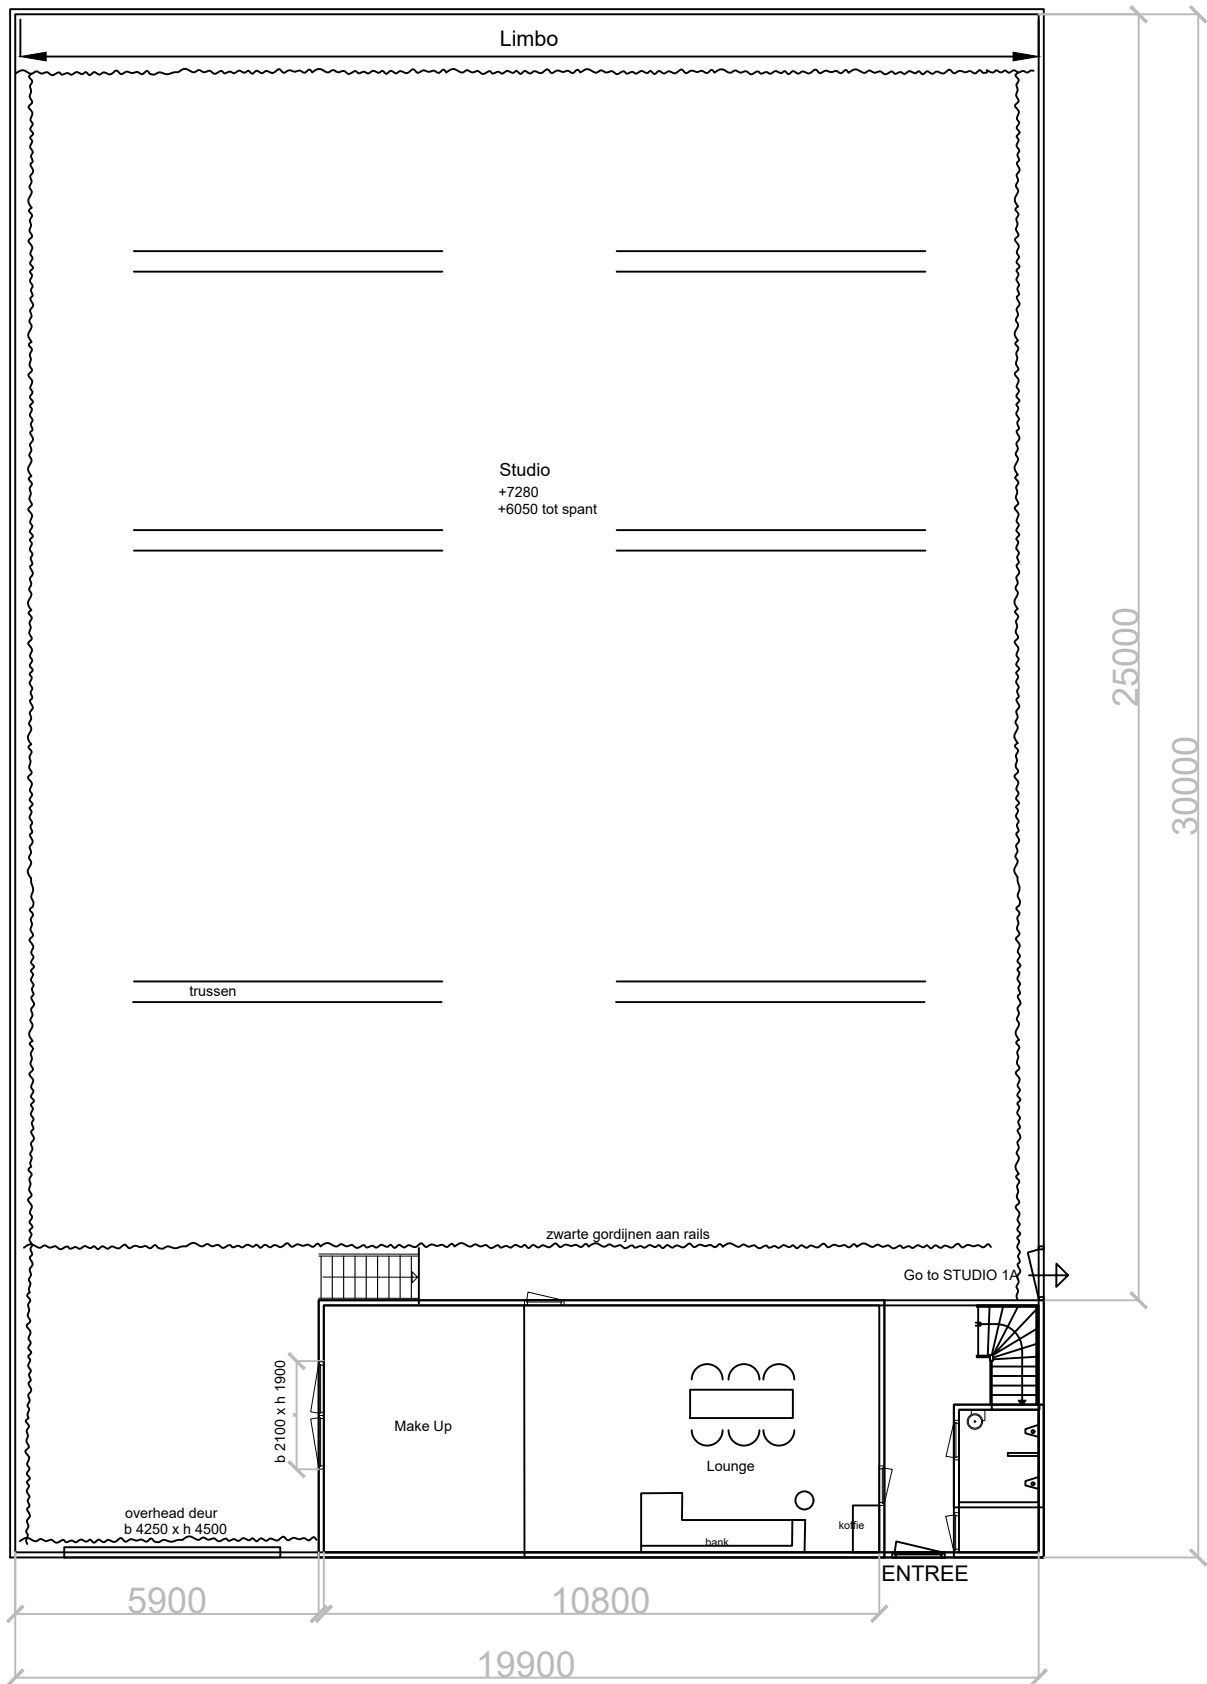 Limbo
Studio
+7280
+6050 tot spant
25000
30000
trussen
zwarte gordijnen aan rails
Go to STUDIO 1A
b 2100 x h 1900
Make Up
Lounge
overhead deur
b 4250 x h 4500
koffie
bank
ENTREE
5900
10800
19900